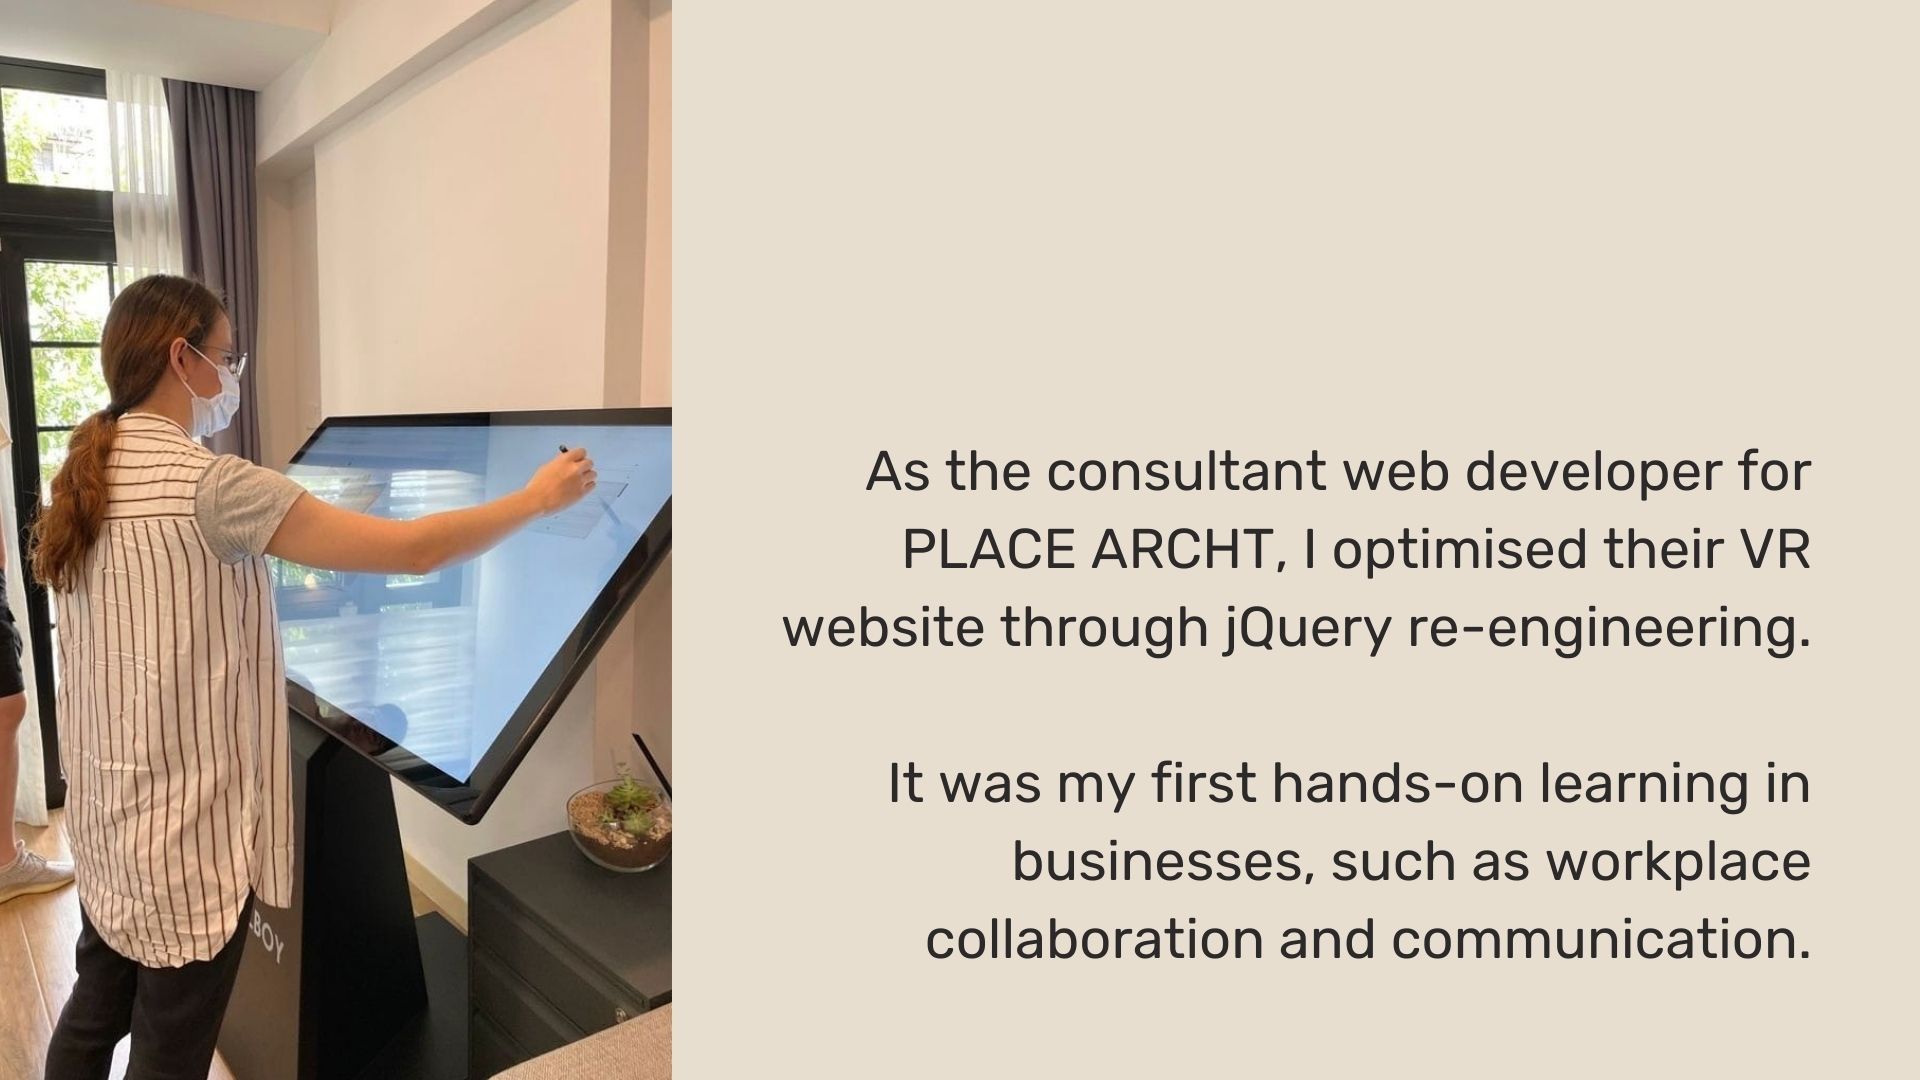 As the consultant web developer for
PLACE ARCHT, I optimised their VR
website through jQuery re-engineering.
It was my first hands-on learning in
businesses, such as workplace
collaboration and communication.